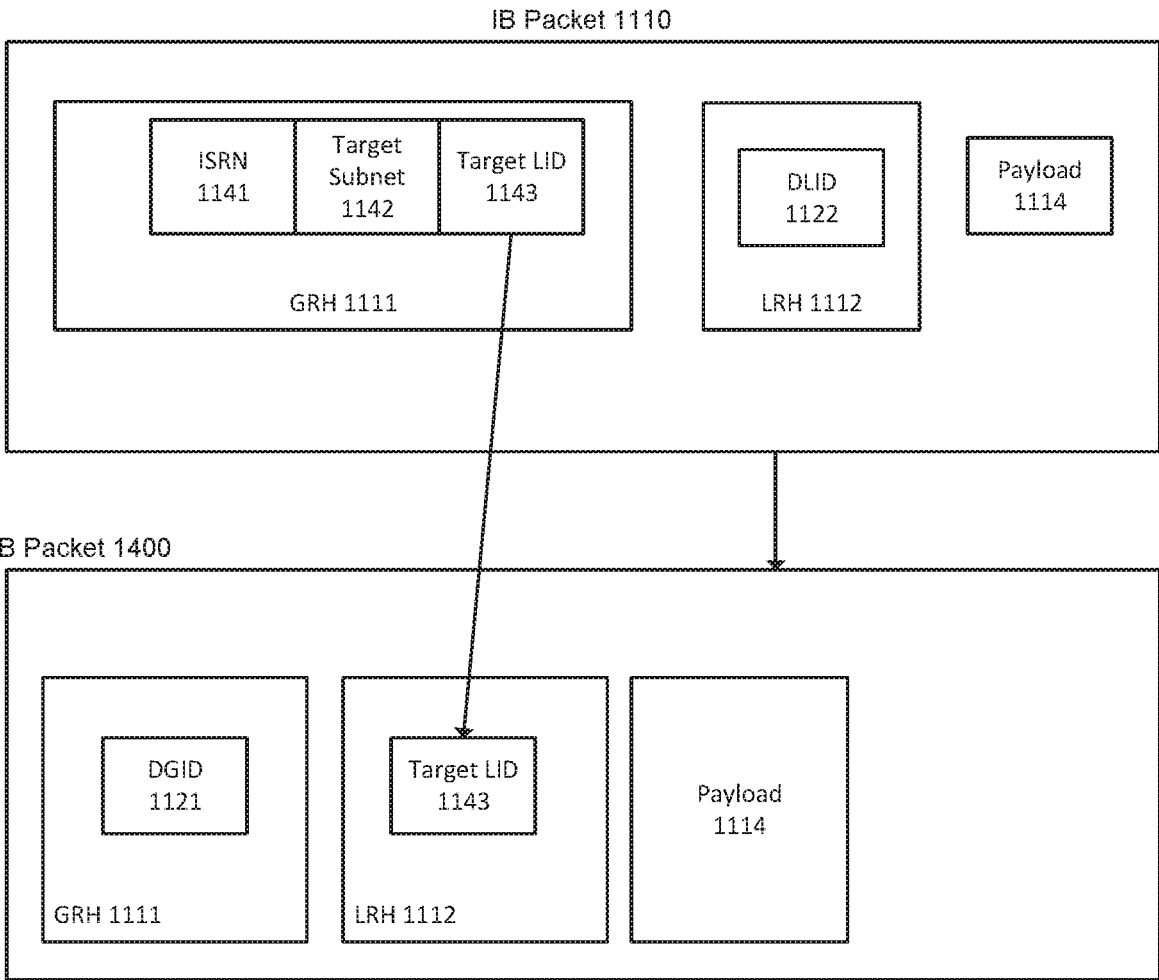 IB Packet 1110
ISRN
1141
Target
Subnet
1142
Target LID
1143
GRH 1111
DLID
1122
LRH 1112
Payload
1114
B Packet 1400
DGID
1121
GRH 1111
Target LID
1143
LRH 1112
Payload
1114